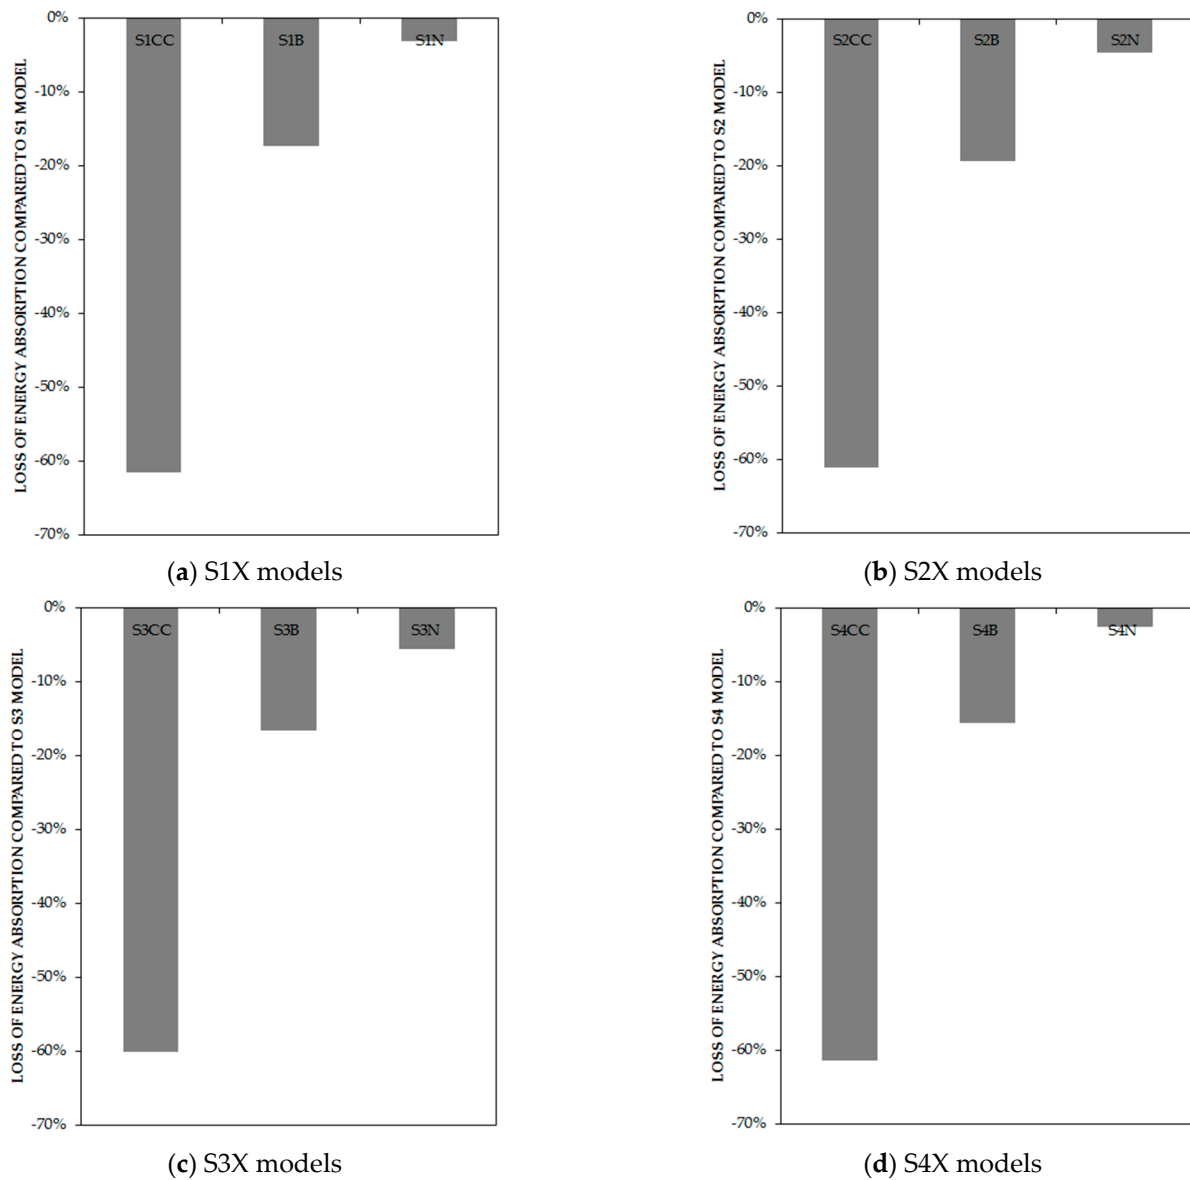 LOSS OF ENERGY ABSORPTION COMPARED TO S1 MODEL
0%
-10%
-20%
-30%
-40%
-50%
-60%
-70%
S1CC S1B S1N
(a) S1X models
LOSS OF ENERGY ABSORPTION COMPARED TO S2 MODEL
0%
-10%
-20%
-30%
-40%
-50%
-60%
-70%
S2CC S2B S2N
(b) S2X models
LOSS OF ENERGY ABSORPTION COMPARED TO S3 MODEL
0%
-10%
-20%
-30%
-40%
-50%
-60%
-70%
S3CC S3B S3N
(c) S3X models
LOSS OF ENERGY ABSORPTION COMPARED TO S4 MODEL
0%
-10%
-20%
-30%
-40%
-50%
-60%
-70%
S4CC S4B S4N
(d) S4X models